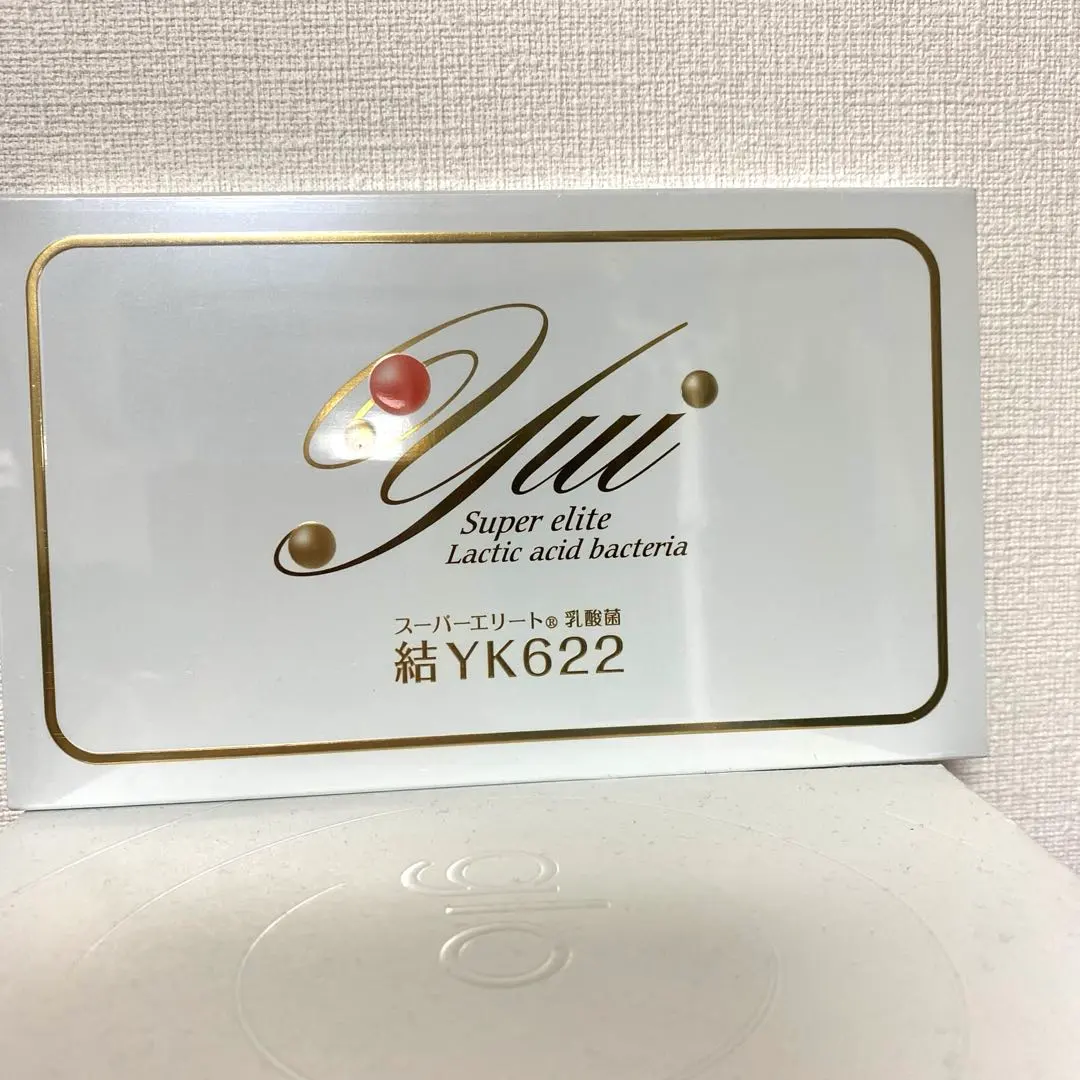 Yui
Super elite
Lactic acid bacteria
スーパーエリート® 乳酸菌
結YK622